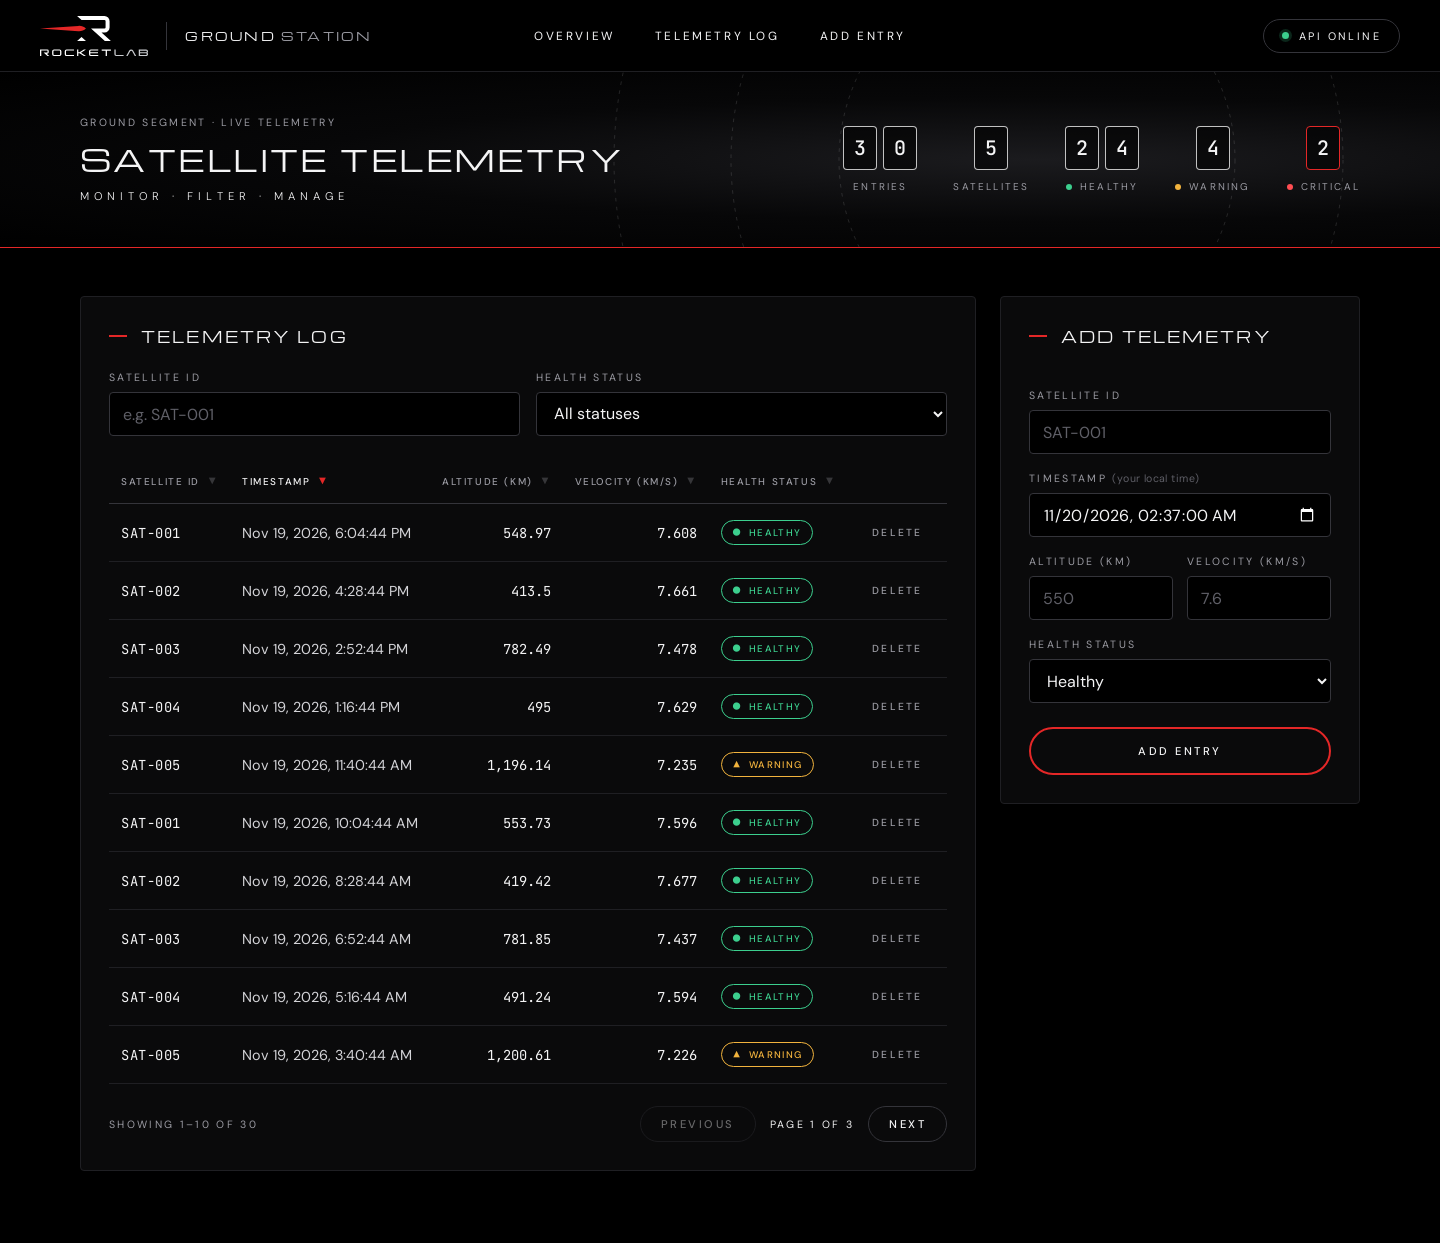 ROCKETLAB
GROUND STATION
OVERVIEW TELEMETRY LOG ADD ENTRY
API ONLINE
GROUND SEGMENT · LIVE TELEMETRY
SATELLITE TELEMETRY
MONITOR · FILTER · MANAGE
30 ENTRIES
5 SATELLITES
24 HEALTHY
4 WARNING
2 CRITICAL
TELEMETRY LOG
SATELLITE ID
e.g. SAT-001
HEALTH STATUS
All statuses
SATELLITE ID ▼ TIMESTAMP ▼ ALTITUDE (KM) ▼ VELOCITY (KM/S) ▼ HEALTH STATUS ▼
SAT-001 Nov 19, 2026, 6:04:44 PM 548.97 7.608 HEALTHY DELETE
SAT-002 Nov 19, 2026, 4:28:44 PM 413.5 7.661 HEALTHY DELETE
SAT-003 Nov 19, 2026, 2:52:44 PM 782.49 7.478 HEALTHY DELETE
SAT-004 Nov 19, 2026, 1:16:44 PM 495 7.629 HEALTHY DELETE
SAT-005 Nov 19, 2026, 11:40:44 AM 1,196.14 7.235 WARNING DELETE
SAT-001 Nov 19, 2026, 10:04:44 AM 553.73 7.596 HEALTHY DELETE
SAT-002 Nov 19, 2026, 8:28:44 AM 419.42 7.677 HEALTHY DELETE
SAT-003 Nov 19, 2026, 6:52:44 AM 781.85 7.437 HEALTHY DELETE
SAT-004 Nov 19, 2026, 5:16:44 AM 491.24 7.594 HEALTHY DELETE
SAT-005 Nov 19, 2026, 3:40:44 AM 1,200.61 7.226 WARNING DELETE
SHOWING 1–10 OF 30
PREVIOUS PAGE 1 OF 3 NEXT
ADD TELEMETRY
SATELLITE ID
SAT-001
TIMESTAMP (your local time)
11/20/2026, 02:37:00 AM
ALTITUDE (KM) VELOCITY (KM/S)
550 7.6
HEALTH STATUS
Healthy
ADD ENTRY